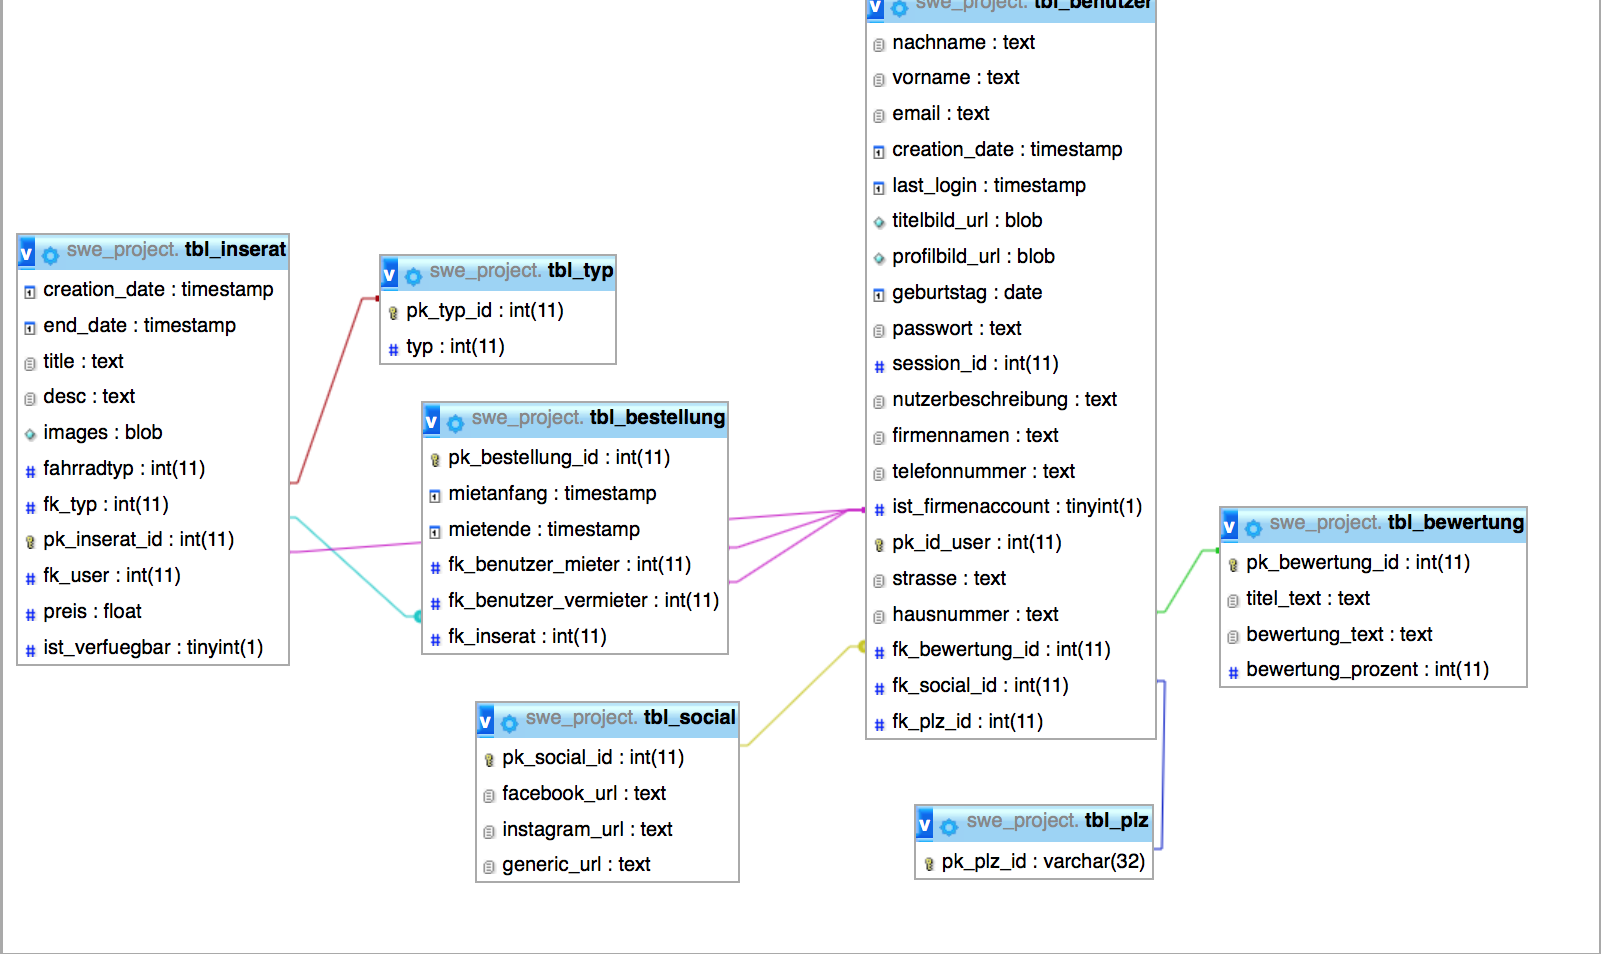 swe_project. tbl_benutzer
nachname : text
vorname : text
email : text
creation_date : timestamp
last_login : timestamp
titelbild_url : blob
profilbild_url : blob
geburtstag : date
passwort : text
session_id : int(11)
nutzerbeschreibung : text
firmennamen : text
telefonnummer : text
ist_firmenaccount : tinyint(1)
pk_id_user : int(11)
strasse : text
hausnummer : text
fk_bewertung_id : int(11)
fk_social_id : int(11)
fk_plz_id : int(11)
v swe_project. tbl_inserat
creation_date : timestamp
end_date : timestamp
title : text
desc : text
images : blob
fahrradtyp : int(11)
fk_typ : int(11)
pk_inserat_id : int(11)
fk_user : int(11)
preis : float
ist_verfuegbar : tinyint(1)
v swe_project. tbl_typ
pk_typ_id : int(11)
typ : int(11)
v swe_project. tbl_bestellung
pk_bestellung_id : int(11)
mietanfang : timestamp
mietende : timestamp
fk_benutzer_mieter : int(11)
fk_benutzer_vermieter : int(11)
fk_inserat : int(11)
v swe_project. tbl_bewertung
pk_bewertung_id : int(11)
titel_text : text
bewertung_text : text
bewertung_prozent : int(11)
v swe_project. tbl_social
pk_social_id : int(11)
facebook_url : text
instagram_url : text
generic_url : text
v swe_project. tbl_plz
pk_plz_id : varchar(32)